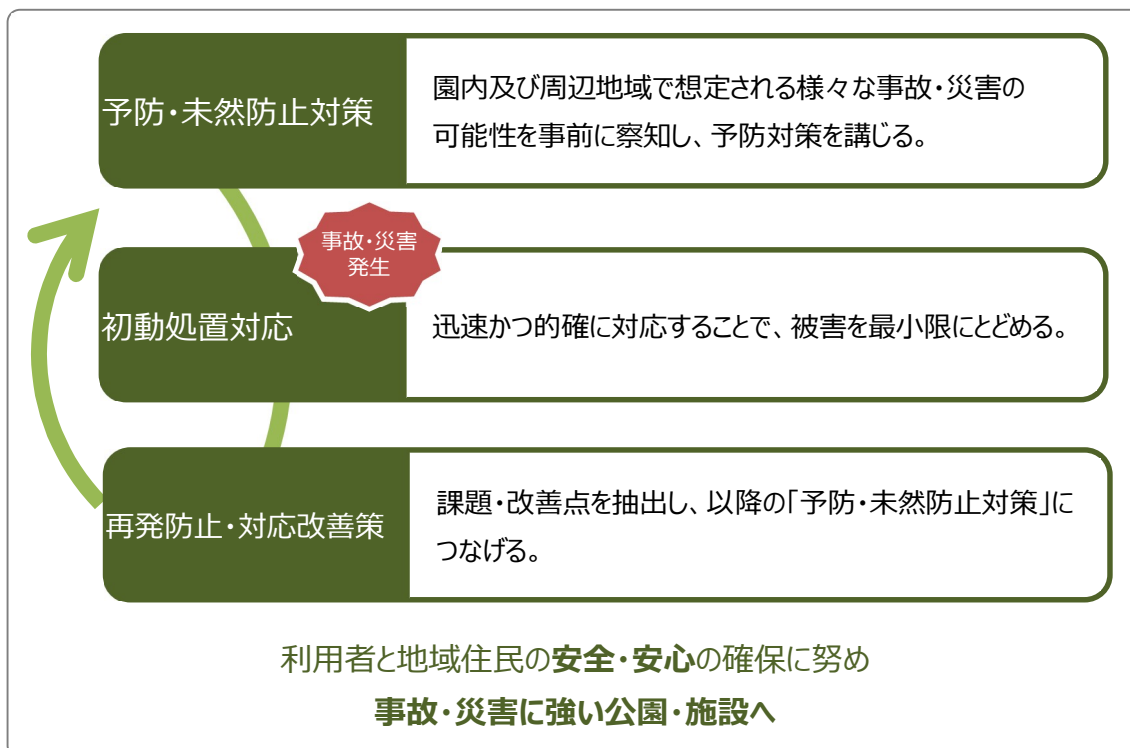 予防・未然防止対策
園内及び周辺地域で想定される様々な事故・災害の
可能性を事前に察知し、予防対策を講じる。
事故・災害
発生
初動処置対応
迅速かつ的確に対応することで、被害を最小限にとどめる。
再発防止・対応改善策
課題・改善点を抽出し、以降の「予防・未然防止対策」に
つなげる。
利用者と地域住民の安全・安心の確保に努め
事故・災害に強い公園・施設へ